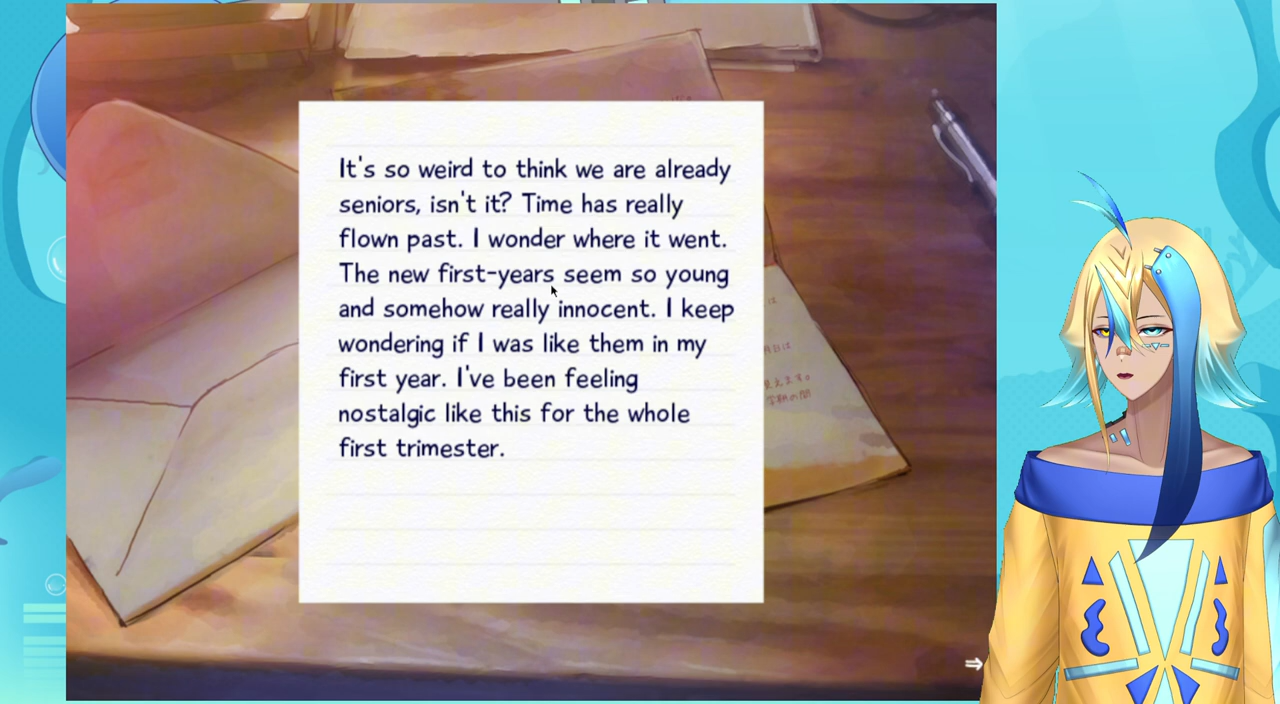 It's so weird to think we are already
seniors, isn't it? Time has really
flown past. I wonder where it went.
The new first-years seem so young
and somehow really innocent. I keep
wondering if I was like them in my
first year. I've been feeling
nostalgic like this for the whole
first trimester.